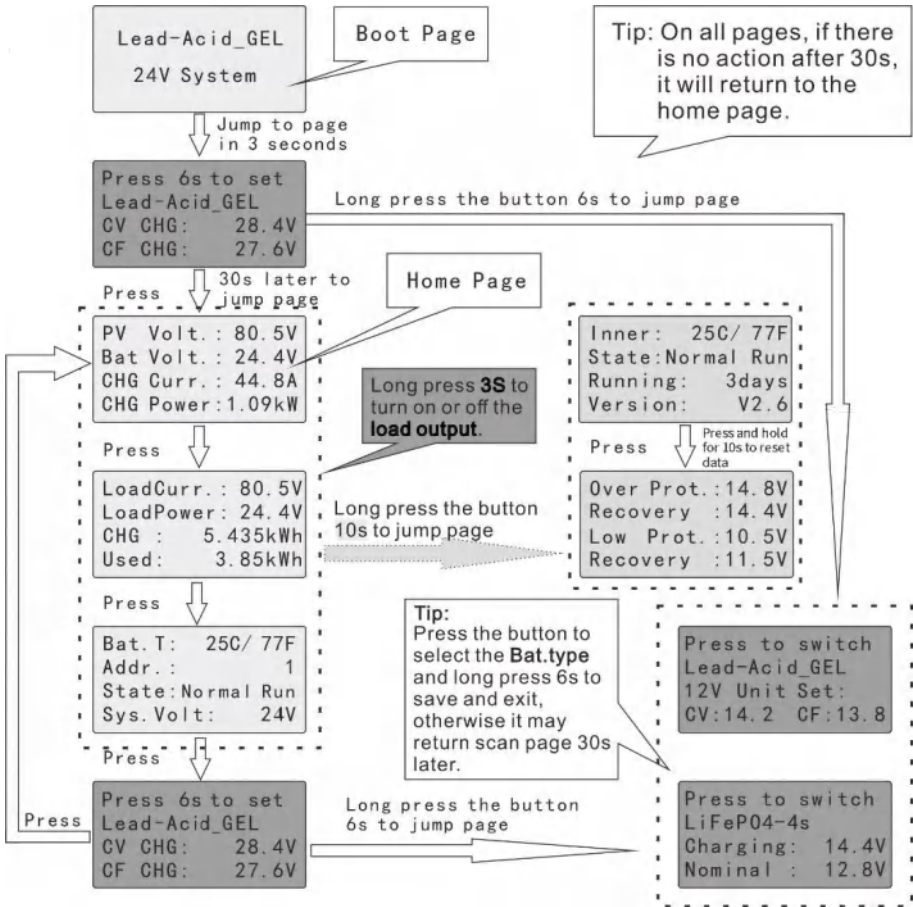 Lead-Acid_GEL
24V System
Boot Page
Tip: On all pages, if there
is no action after 30s,
it will return to the
home page.
Jump to page
in 3 seconds
Press 6s to set
Lead-Acid_GEL
CV CHG: 28.4V
CF CHG: 27.6V
Long press the button 6s to jump page
Press
30s later to
jump page
Home Page
PV Volt.: 80.5V
Bat Volt.: 24.4V
CHG Curr.: 44.8A
CHG Power:1.09kW
Inner: 25C/ 77F
State:Normal Run
Running: 3days
Version: V2.6
Long press 3S to
turn on or off the
load output.
Press
Press
Press and hold
for 10s to reset
data
LoadCurr.: 80.5V
LoadPower: 24.4V
CHG : 5.435kWh
Used: 3.85kWh
Long press the button
10s to jump page
Over Prot.:14.8V
Recovery :14.4V
Low Prot.:10.5V
Recovery :11.5V
Press
Bat.T: 25C/ 77F
Addr.: 1
State:Normal Run
Sys.Volt: 24V
Tip:
Press the button to
select the Bat.type
and long press 6s to
save and exit,
otherwise it may
return scan page 30s
later.
Press to switch
Lead-Acid_GEL
12V Unit Set:
CV:14.2 CF:13.8
Press
Press
Press 6s to set
Lead-Acid_GEL
CV CHG: 28.4V
CF CHG: 27.6V
Long press the button
6s to jump page
Press to switch
LiFePO4-4s
Charging: 14.4V
Nominal : 12.8V